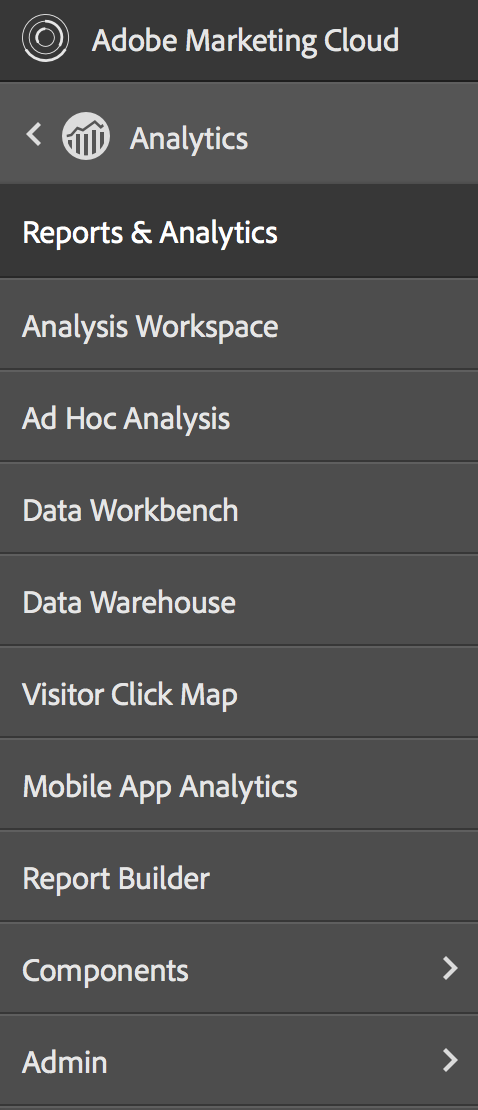 Adobe Marketing Cloud
Analytics
Reports & Analytics
Analysis Workspace
Ad Hoc Analysis
Data Workbench
Data Warehouse
Visitor Click Map
Mobile App Analytics
Report Builder
Components
Admin